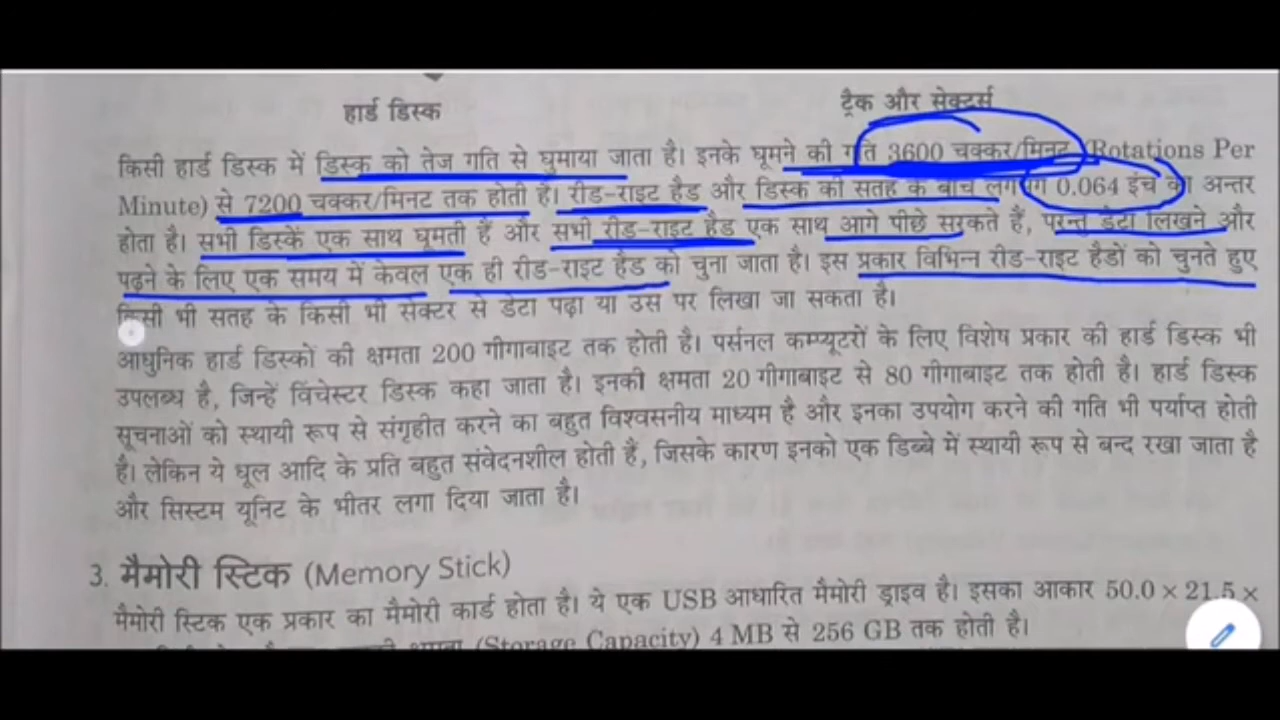 हार्ड डिस्क
ट्रैक और सेक्टर्स
किसी हार्ड डिस्क में डिस्क को तेज गति से घुमाया जाता है। इनके घूमने की गति 3600 चक्कर/मिनट (Rotations Per
Minute) से 7200 चक्कर/मिनट तक होती है। रीड-राइट हैड और डिस्क की सतह के बीच लगभग 0.064 इंच का अन्तर
होता है। सभी डिस्कें एक साथ घूमती हैं और सभी रीड-राइट हैड एक साथ आगे पीछे सरकते हैं, परन्तु डेटा लिखने और
पढ़ने के लिए एक समय में केवल एक ही रीड-राइट हैड को चुना जाता है। इस प्रकार विभिन्न रीड-राइट हैडों को चुनते हुए
किसी भी सतह के किसी भी सेक्टर से डेटा पढ़ा या उस पर लिखा जा सकता है।
आधुनिक हार्ड डिस्कों की क्षमता 200 गीगाबाइट तक होती है। पर्सनल कम्प्यूटरों के लिए विशेष प्रकार की हार्ड डिस्क भी
उपलब्ध है, जिन्हें विंचेस्टर डिस्क कहा जाता है। इनकी क्षमता 20 गीगाबाइट से 80 गीगाबाइट तक होती है। हार्ड डिस्क
सूचनाओं को स्थायी रूप से संगृहीत करने का बहुत विश्वसनीय माध्यम है और इनका उपयोग करने की गति भी पर्याप्त होती
है। लेकिन ये धूल आदि के प्रति बहुत संवेदनशील होती हैं, जिसके कारण इनको एक डिब्बे में स्थायी रूप से बन्द रखा जाता है
और सिस्टम यूनिट के भीतर लगा दिया जाता है।
3. मैमोरी स्टिक (Memory Stick)
मैमोरी स्टिक एक प्रकार का मैमोरी कार्ड होता है। ये एक USB आधारित मैमोरी ड्राइव है। इसका आकार 50.0 × 21.5 ×
क्षमता (Storage Capacity) 4 MB से 256 GB तक होती है।